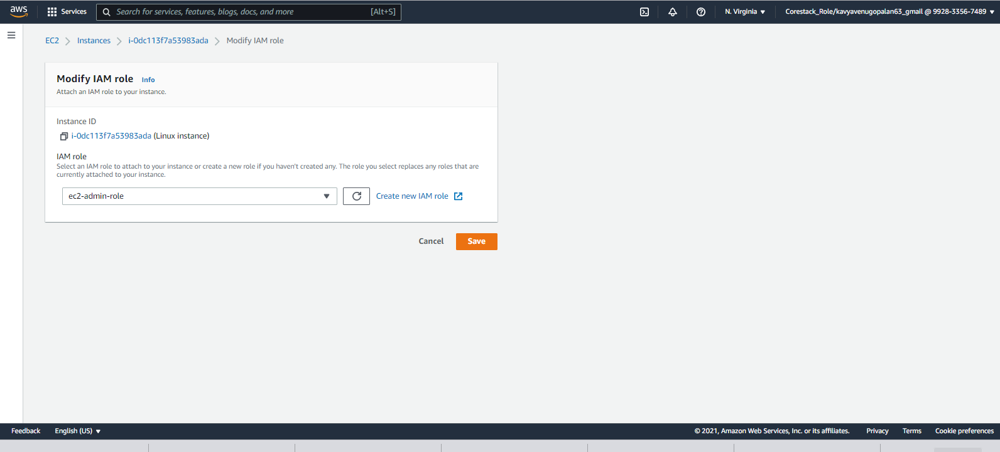 aws Services Search for services, features, blogs, docs, and more [Alt+S] N. Virginia Corestack_Role/kavyavenugopalan63_gmail @ 9928-3356-7489
EC2 Instances i-0dc113f7a53983ada Modify IAM role
Modify IAM role Info
Attach an IAM role to your instance.
Instance ID
i-0dc113f7a53983ada (Linux instance)
IAM role
Select an IAM role to attach to your instance or create a new role if you haven't created any. The role you select replaces any roles that are
currently attached to your instance.
ec2-admin-role Create new IAM role
Cancel Save
Feedback English (US) © 2021, Amazon Web Services, Inc. or its affiliates. Privacy Terms Cookie preferences